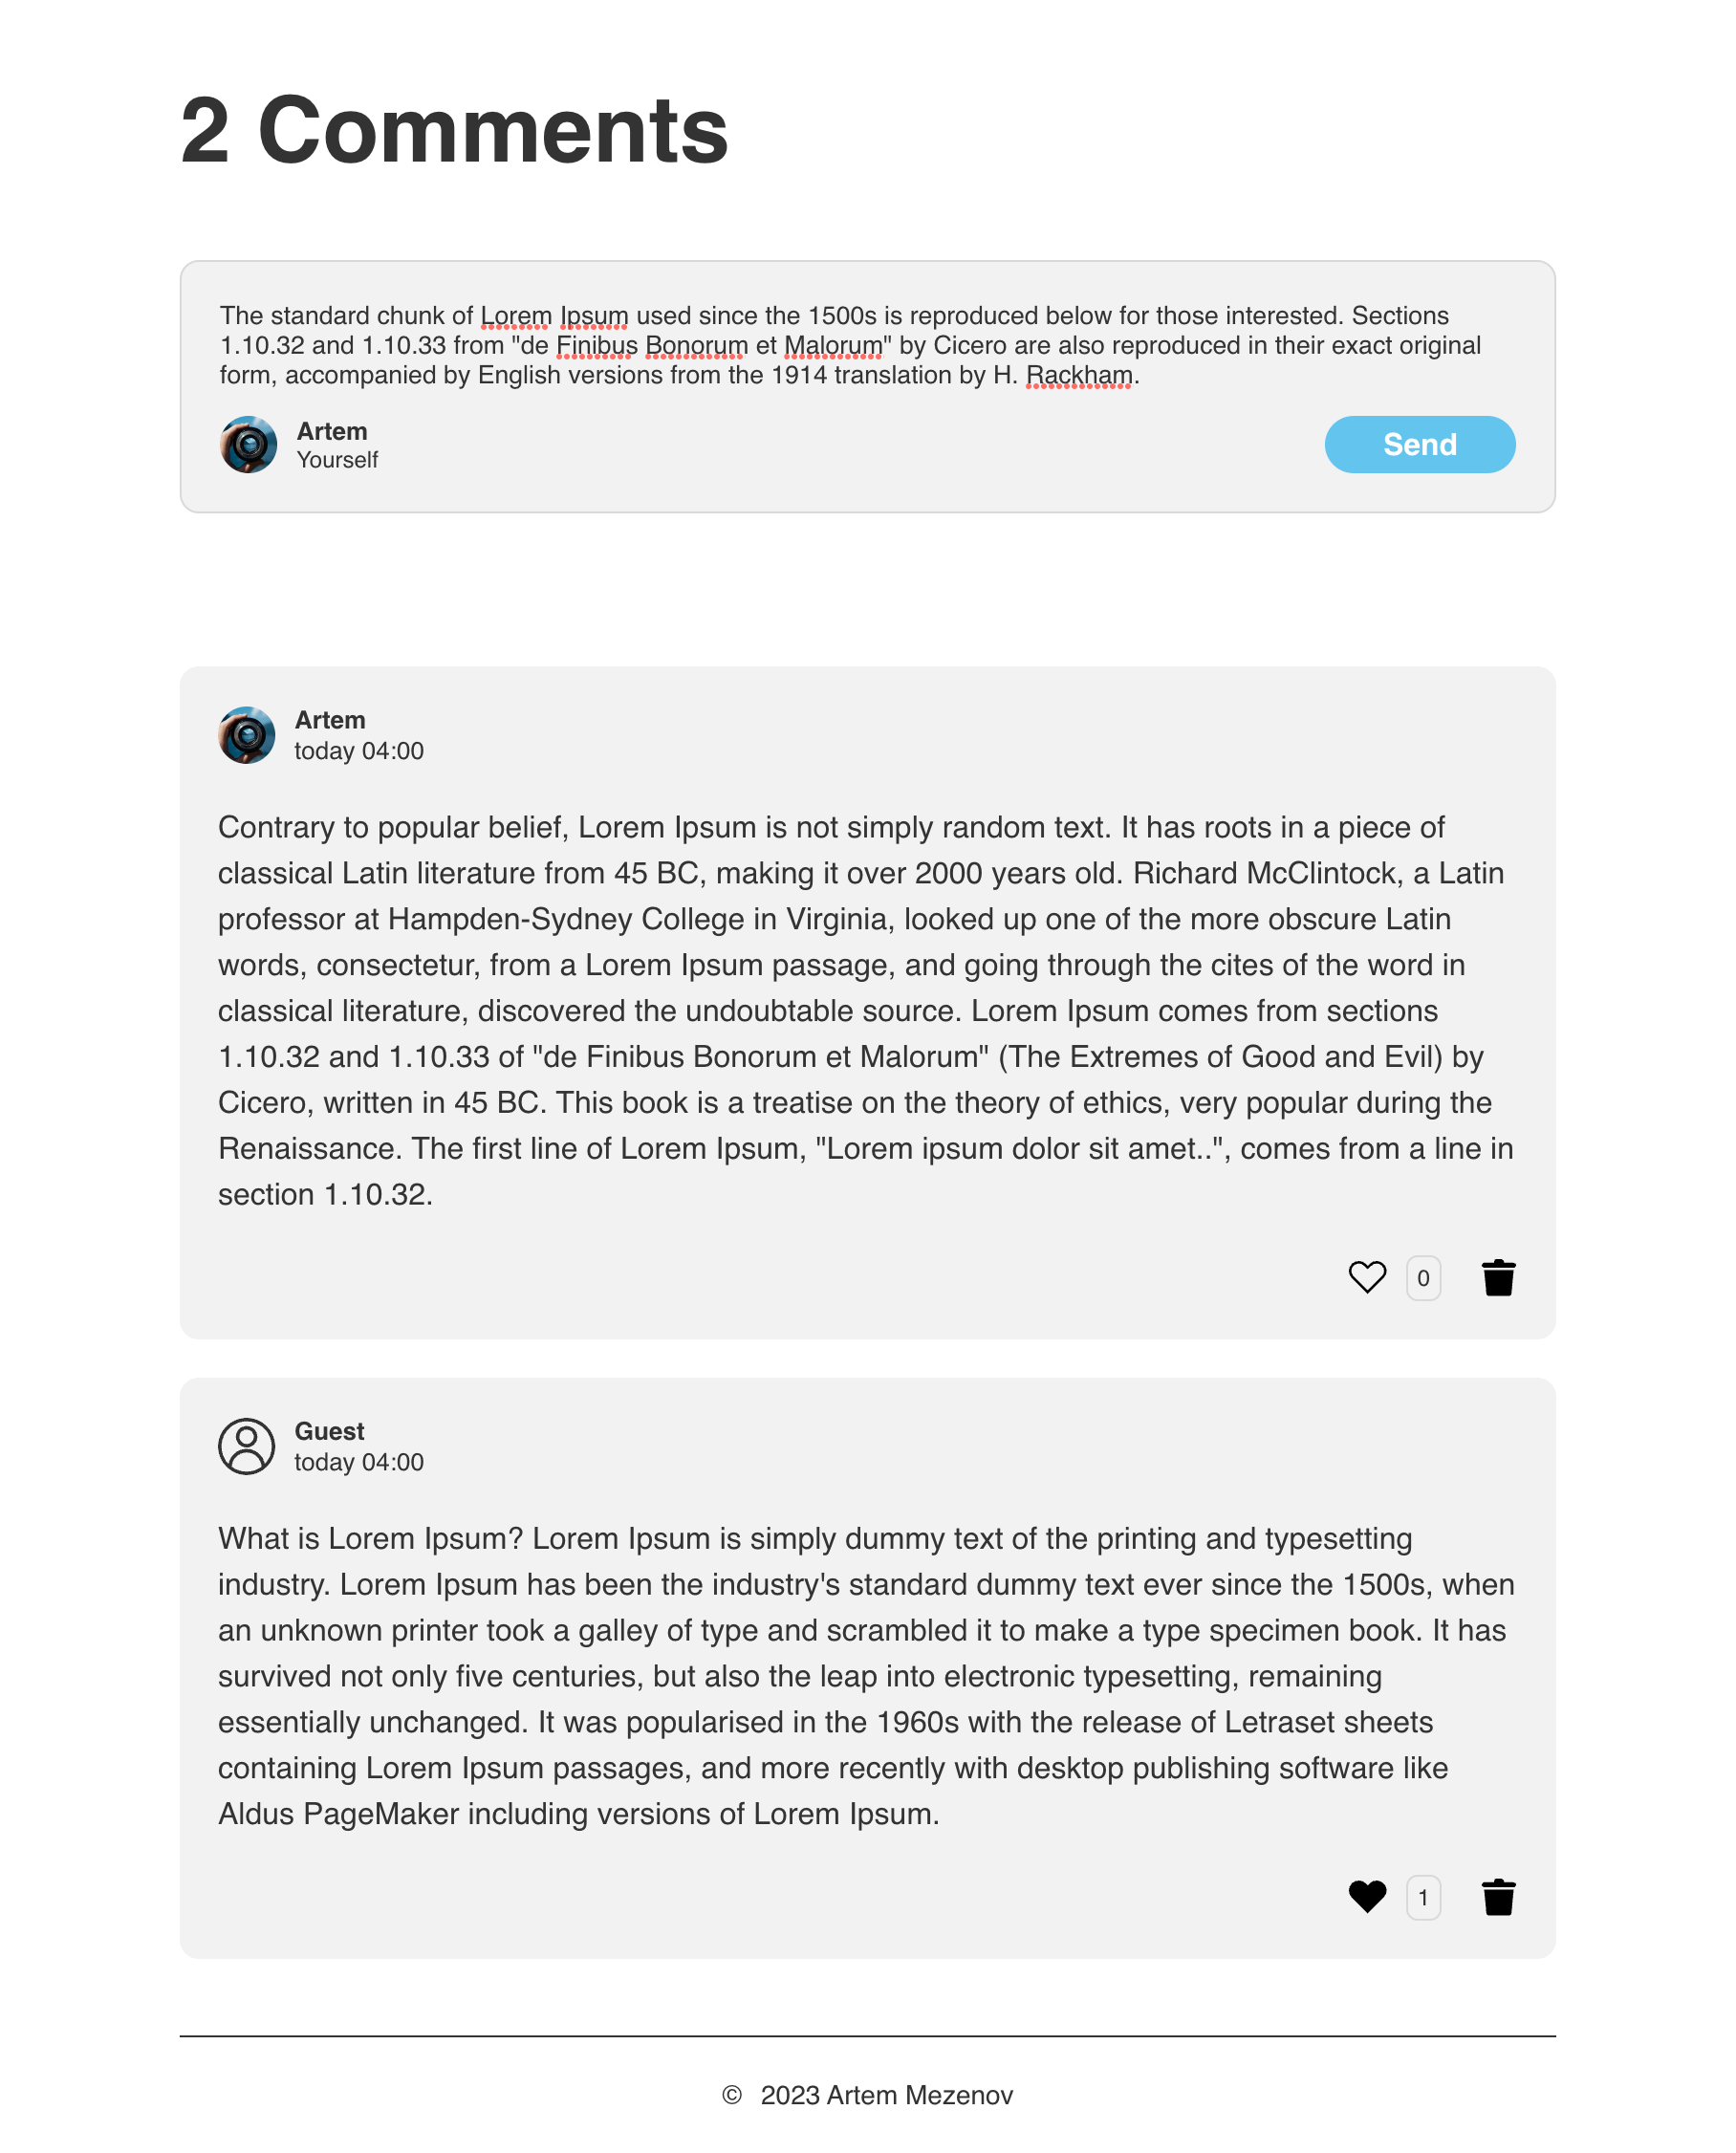 2 Comments
The standard chunk of Lorem Ipsum used since the 1500s is reproduced below for those interested. Sections
1.10.32 and 1.10.33 from "de Finibus Bonorum et Malorum" by Cicero are also reproduced in their exact original
form, accompanied by English versions from the 1914 translation by H. Rackham.
Artem
Yourself
Send
Artem
today 04:00
Contrary to popular belief, Lorem Ipsum is not simply random text. It has roots in a piece of
classical Latin literature from 45 BC, making it over 2000 years old. Richard McClintock, a Latin
professor at Hampden-Sydney College in Virginia, looked up one of the more obscure Latin
words, consectetur, from a Lorem Ipsum passage, and going through the cites of the word in
classical literature, discovered the undoubtable source. Lorem Ipsum comes from sections
1.10.32 and 1.10.33 of "de Finibus Bonorum et Malorum" (The Extremes of Good and Evil) by
Cicero, written in 45 BC. This book is a treatise on the theory of ethics, very popular during the
Renaissance. The first line of Lorem Ipsum, "Lorem ipsum dolor sit amet..", comes from a line in
section 1.10.32.
0
Guest
today 04:00
What is Lorem Ipsum? Lorem Ipsum is simply dummy text of the printing and typesetting
industry. Lorem Ipsum has been the industry's standard dummy text ever since the 1500s, when
an unknown printer took a galley of type and scrambled it to make a type specimen book. It has
survived not only five centuries, but also the leap into electronic typesetting, remaining
essentially unchanged. It was popularised in the 1960s with the release of Letraset sheets
containing Lorem Ipsum passages, and more recently with desktop publishing software like
Aldus PageMaker including versions of Lorem Ipsum.
1
© 2023 Artem Mezenov